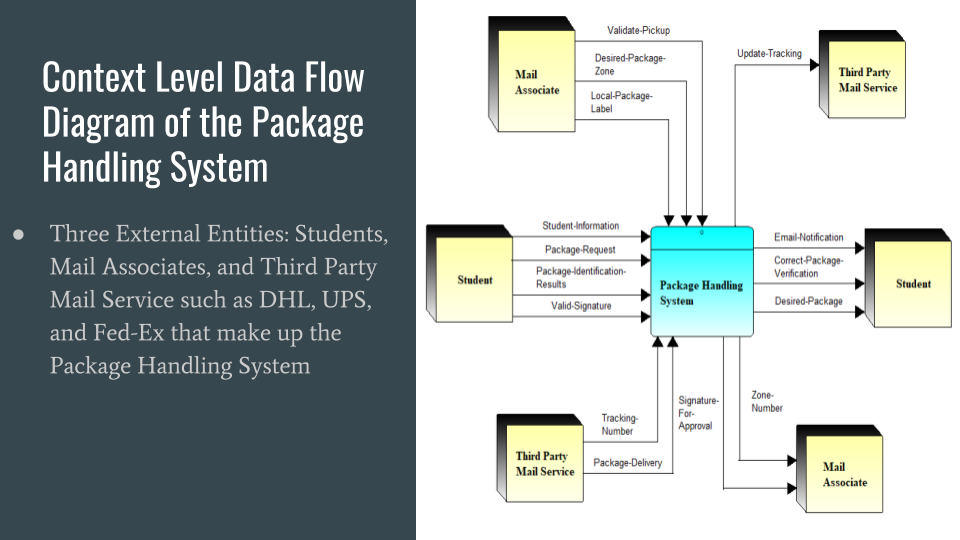 Context Level Data Flow
Diagram of the Package
Handling System
● Three External Entities: Students,
Mail Associates, and Third Party
Mail Service such as DHL, UPS,
and Fed-Ex that make up the
Package Handling System
Mail
Associate
Validate-Pickup
Desired-Package-
Zone
Local-Package-
Label
Update-Tracking
Third Party
Mail Service
Student
Student-Information
Package-Request
Package-Identification-
Results
Valid-Signature
0
Package Handling
System
Email-Notification
Correct-Package-
Verification
Desired-Package
Student
Third Party
Mail Service
Tracking-
Number
Package-Delivery
Signature-
For-
Approval
Zone-
Number
Mail
Associate